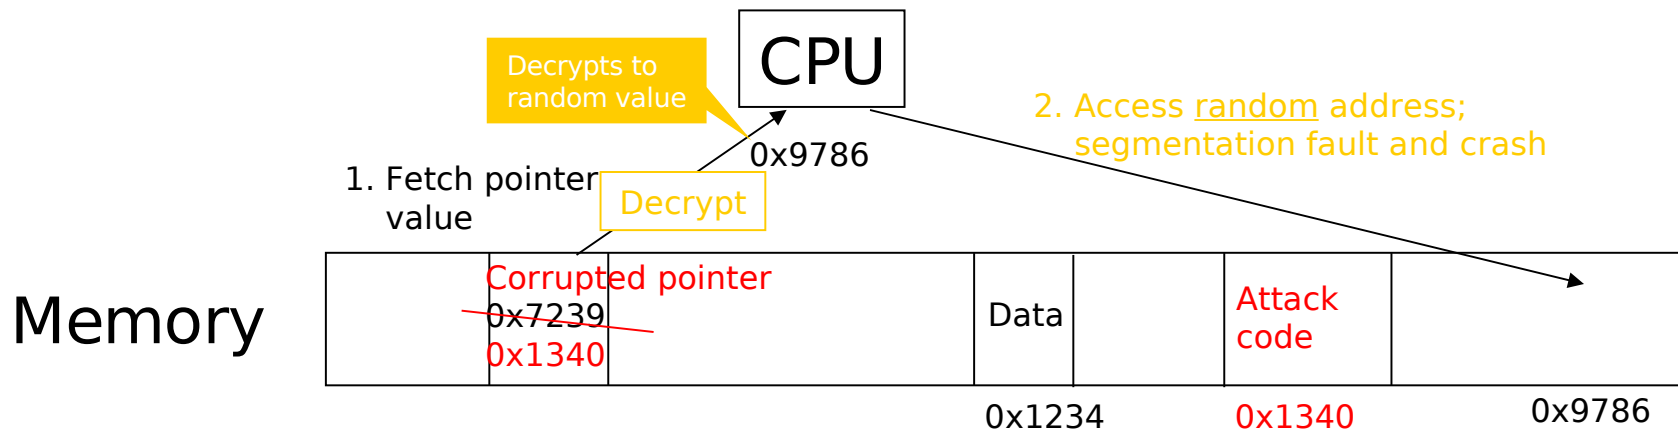 CPU
Decrypts to
random value
2. Access random address;
segmentation fault and crash
0x9786
1. Fetch pointer
value
Decrypt
Memory
Corrupted pointer
0x7239
0x1340
Data
Attack
code
0x1234
0x1340
0x9786